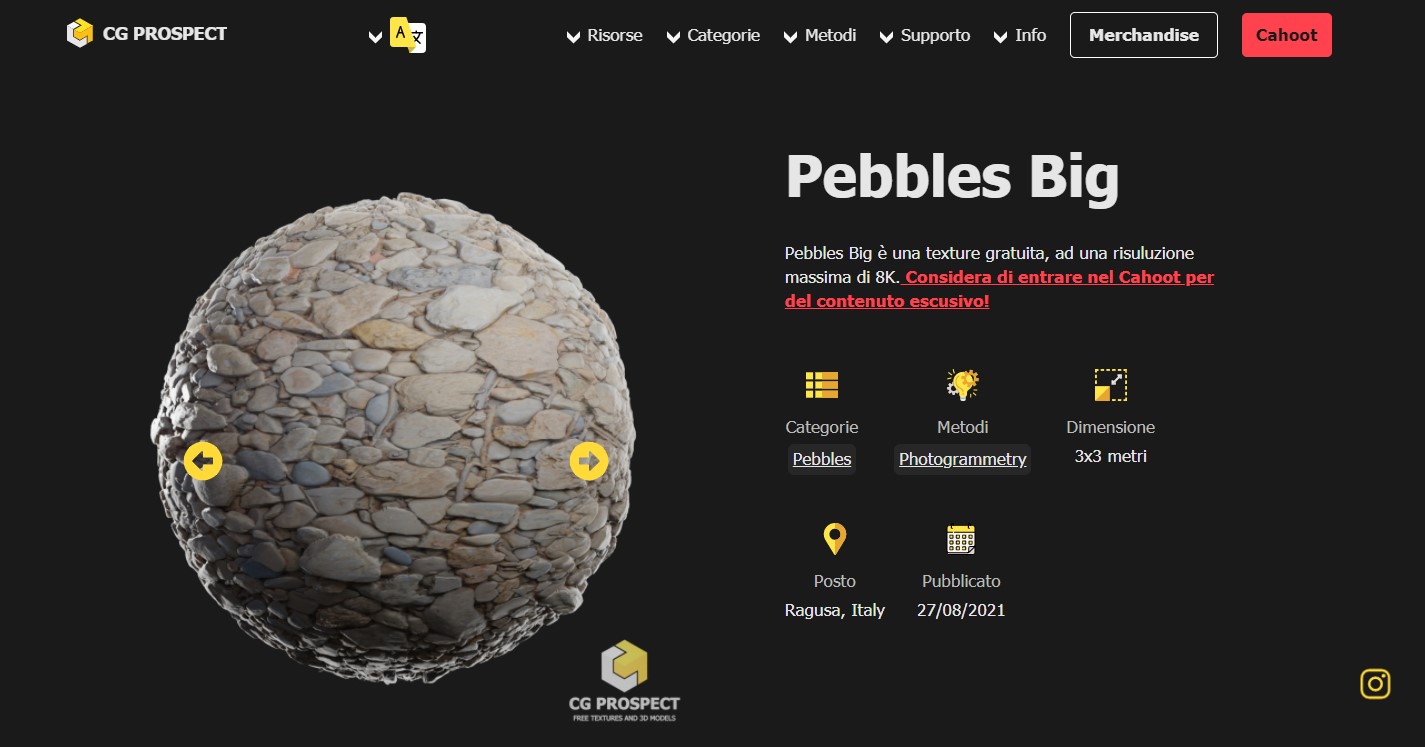 CG PROSPECT
A 文
Risorse
Categorie
Metodi
Supporto
Info
Merchandise
Cahoot
Pebbles Big
Pebbles Big è una texture gratuita, ad una risuluzione
massima di 8K. Considera di entrare nel Cahoot per
del contenuto escusivo!
Categorie
Metodi
Dimensione
Pebbles
Photogrammetry
3x3 metri
Posto
Pubblicato
Ragusa, Italy
27/08/2021
CG PROSPECT
FREE TEXTURES AND 3D MODELS